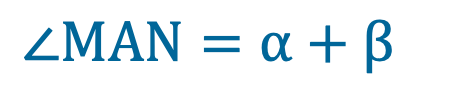 ∠MAN = α + β